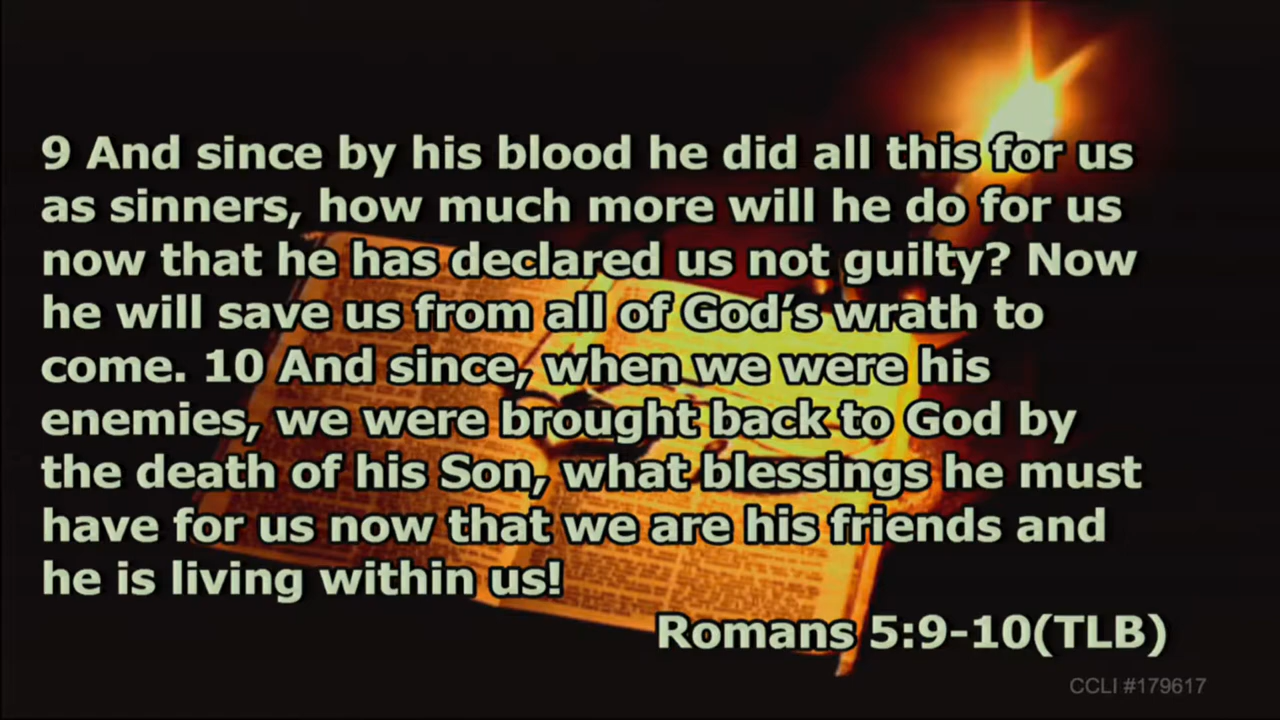 9 And since by his blood he did all this for us
as sinners, how much more will he do for us
now that he has declared us not guilty? Now
he will save us from all of God’s wrath to
come. 10 And since, when we were his
enemies, we were brought back to God by
the death of his Son, what blessings he must
have for us now that we are his friends and
he is living within us!
Romans 5:9-10(TLB)
CCLI #179617